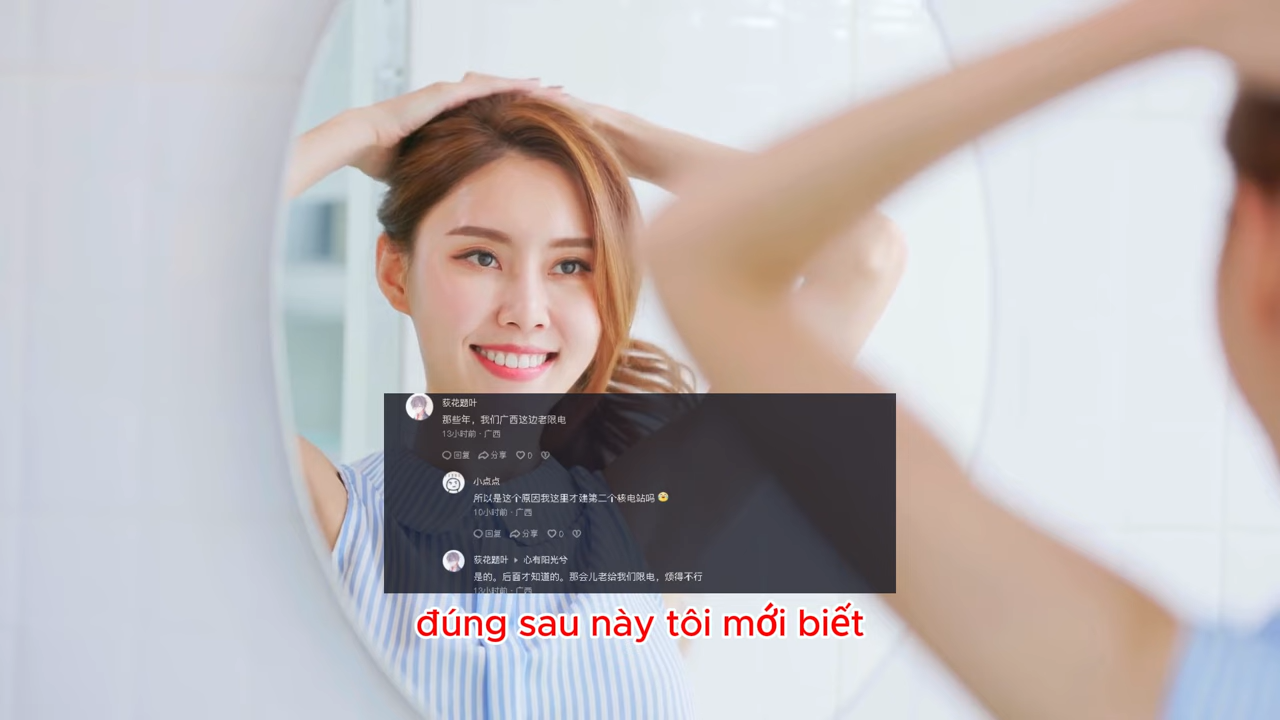 荻花题叶
那些年，我们广西这边老限电
13小时前 · 广西
回复 分享 0
小点点
所以是这个原因我这里才建第二个核电站吗
10小时前 · 广西
回复 分享 0
荻花题叶 心有阳光兮
是的。后面才知道的。那会儿老给我们限电，烦得不行
13小时前 · 广西
đúng sau này tôi mới biết